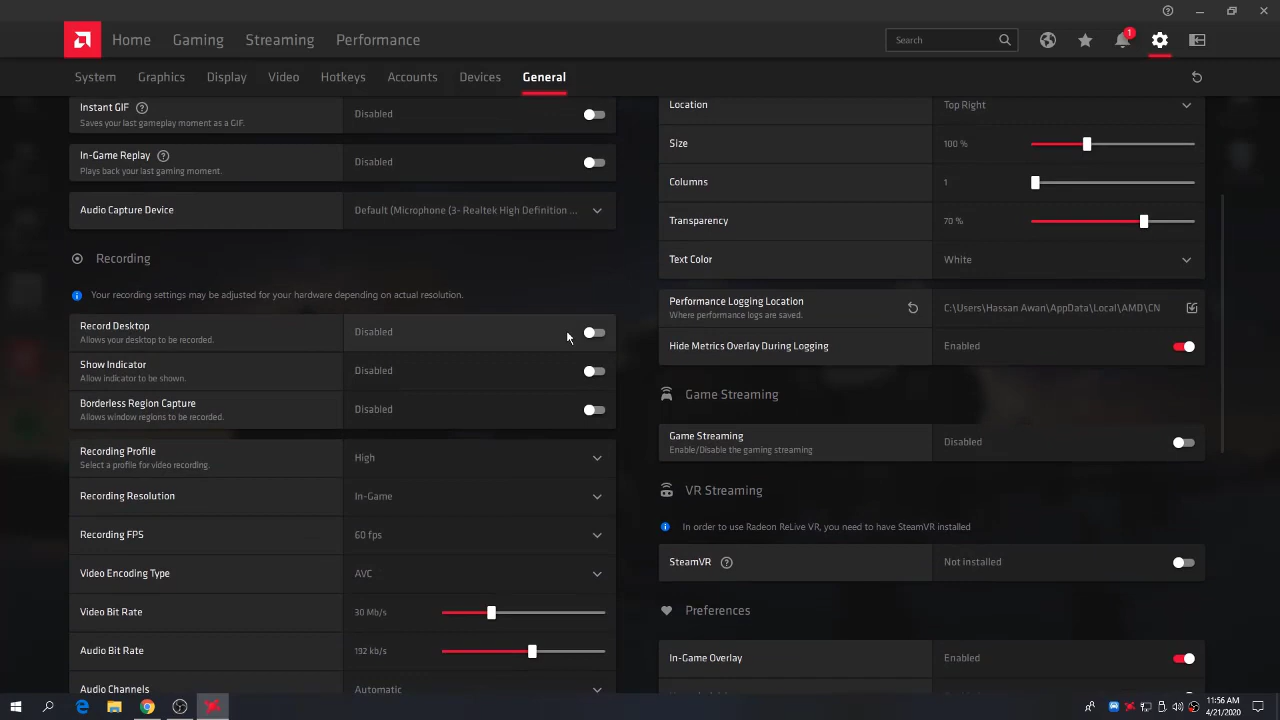 Home Gaming Streaming Performance
Search
1
System Graphics Display Video Hotkeys Accounts Devices General
Instant GIF
Saves your last gameplay moment as a GIF.
Disabled
In-Game Replay
Plays back your last gaming moment.
Disabled
Audio Capture Device
Default (Microphone (3- Realtek High Definition ...
Recording
Your recording settings may be adjusted for your hardware depending on actual resolution.
Record Desktop
Allows your desktop to be recorded.
Disabled
Show Indicator
Allow indicator to be shown.
Disabled
Borderless Region Capture
Allows window regions to be recorded.
Disabled
Recording Profile
Select a profile for video recording.
High
Recording Resolution
In-Game
Recording FPS
60 fps
Video Encoding Type
AVC
Video Bit Rate
30 Mb/s
Audio Bit Rate
192 kb/s
Audio Channels
Automatic
Location
Top Right
Size
100 %
Columns
1
Transparency
70 %
Text Color
White
Performance Logging Location
Where performance logs are saved.
C:\Users\Hassan Awan\AppData\Local\AMD\CN
Hide Metrics Overlay During Logging
Enabled
Game Streaming
Game Streaming
Enable/Disable the gaming streaming
Disabled
VR Streaming
In order to use Radeon ReLive VR, you need to have SteamVR installed
SteamVR
Not installed
Preferences
In-Game Overlay
Enabled
11:56 AM
4/21/2020